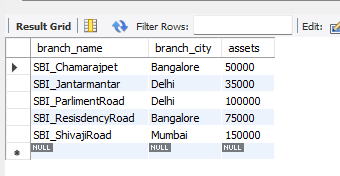 Result Grid Filter Rows: Edit:
branch_name branch_city assets
SBI_Chamarajpet Bangalore 50000
SBI_Jantarmantar Delhi 35000
SBI_ParlimentRoad Delhi 100000
SBI_ResisdencyRoad Bangalore 75000
SBI_ShivajiRoad Mumbai 150000
NULL NULL NULL